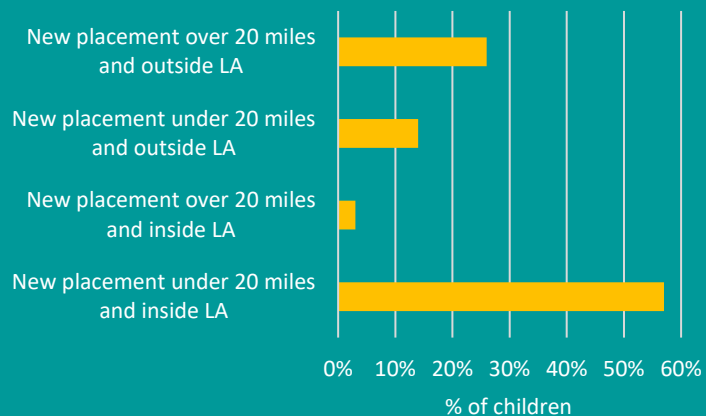 New placement over 20 miles
and outside LA
New placement under 20 miles
and outside LA
New placement over 20 miles
and inside LA
New placement under 20 miles
and inside LA
0% 10% 20% 30% 40% 50% 60%
% of children